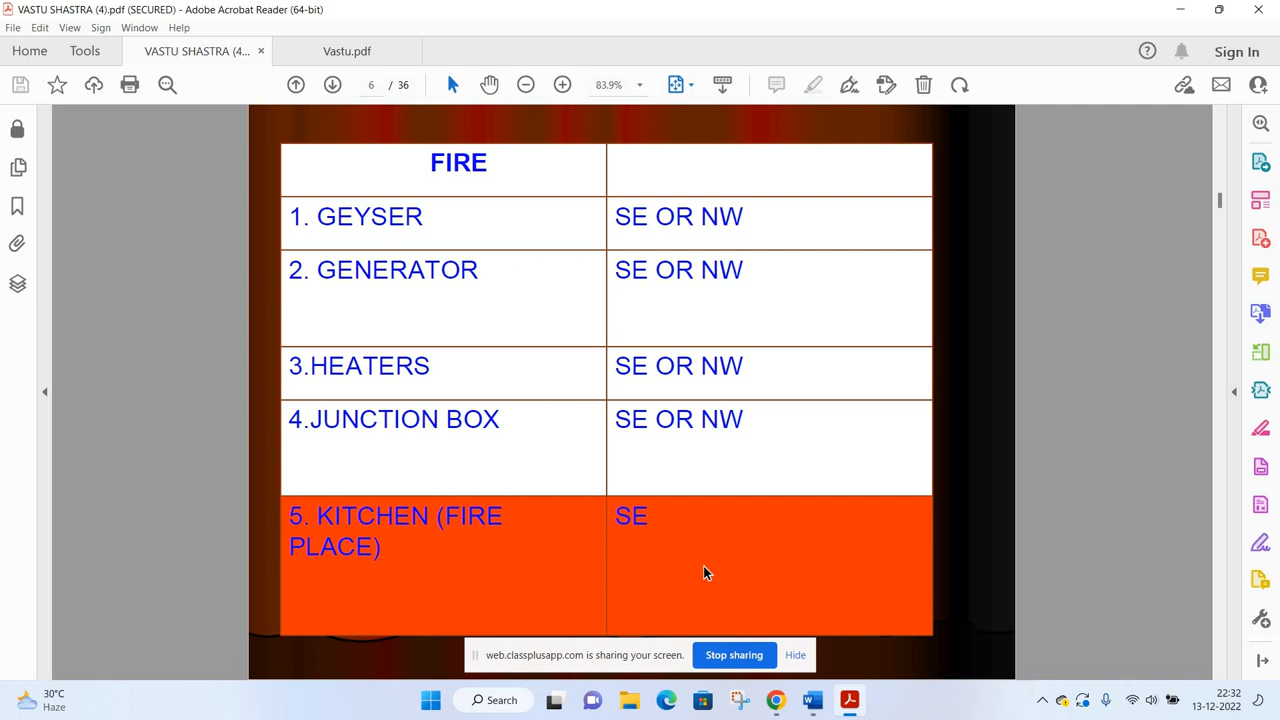 VASTU SHASTRA (4).pdf (SECURED) - Adobe Acrobat Reader (64-bit)
File Edit View Sign Window Help
Home Tools VASTU SHASTRA (4... × Vastu.pdf Sign In
6 / 36 83.9%
FIRE
1. GEYSER SE OR NW
2. GENERATOR SE OR NW
3.HEATERS SE OR NW
4.JUNCTION BOX SE OR NW
5. KITCHEN (FIRE SE
PLACE)
web.classplusapp.com is sharing your screen. Stop sharing Hide
30°C
Haze
Search
22:32
13-12-2022